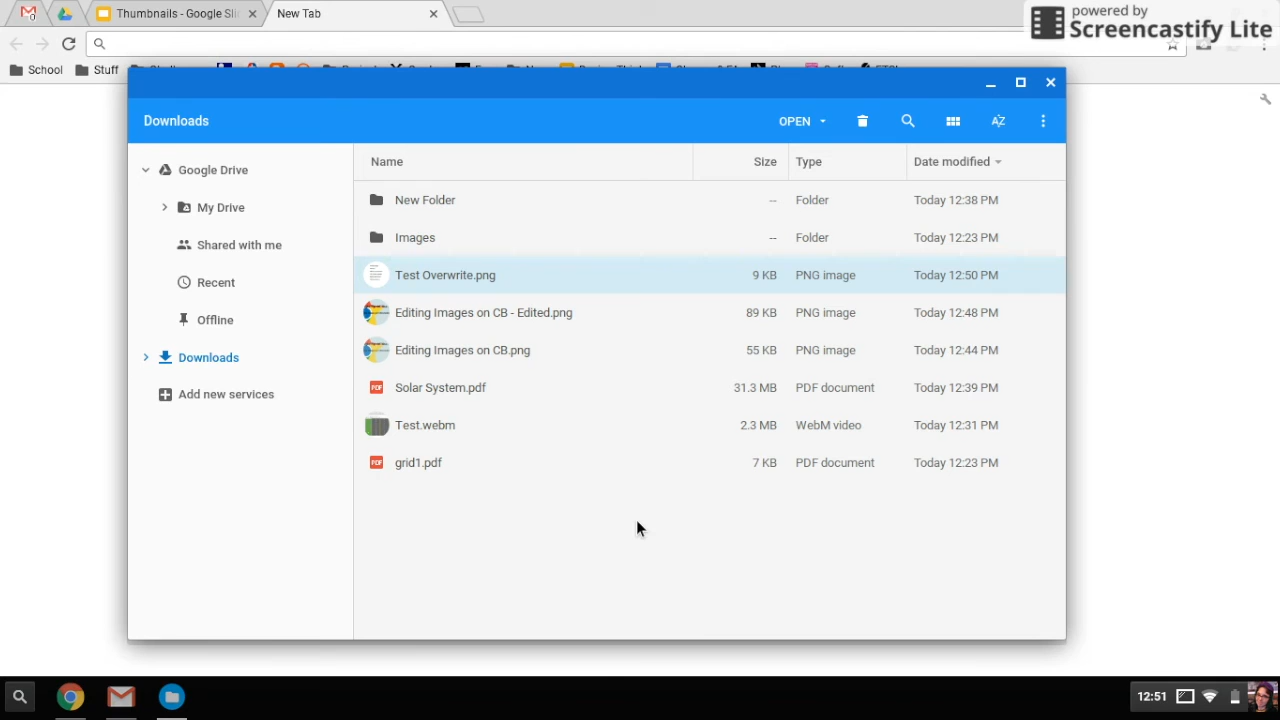 Thumbnails - Google Sli
New Tab
powered by
Screencastify Lite
School
Stuff
Downloads
OPEN
AZ
Google Drive
My Drive
Shared with me
Recent
Offline
Downloads
Add new services
Name Size Type Date modified
New Folder -- Folder Today 12:38 PM
Images -- Folder Today 12:23 PM
Test Overwrite.png 9 KB PNG image Today 12:50 PM
Editing Images on CB - Edited.png 89 KB PNG image Today 12:48 PM
Editing Images on CB.png 55 KB PNG image Today 12:44 PM
PDF Solar System.pdf 31.3 MB PDF document Today 12:39 PM
Test.webm 2.3 MB WebM video Today 12:31 PM
PDF grid1.pdf 7 KB PDF document Today 12:23 PM
12:51